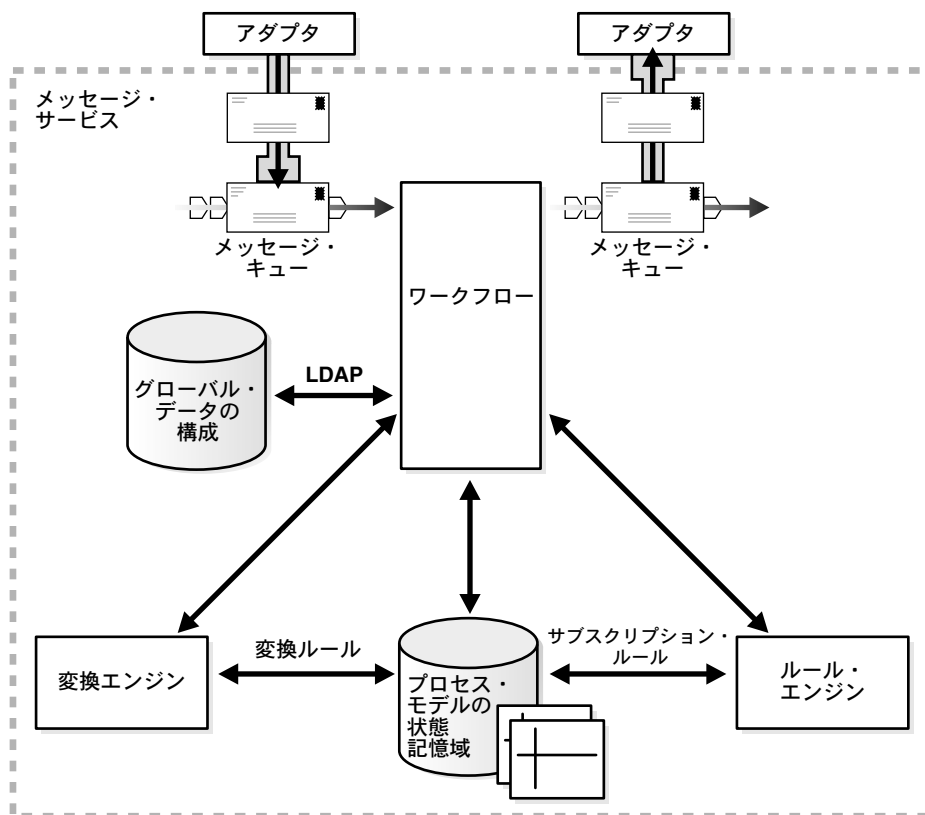 アダプタ
アダプタ
メッセージ・
サービス
メッセージ・
キュー
メッセージ・
キュー
ワークフロー
LDAP
グローバル・
データの
構成
変換エンジン
変換ルール
プロセス・
モデルの
状態
記憶域
サブスクリプション・
ルール
ルール・
エンジン